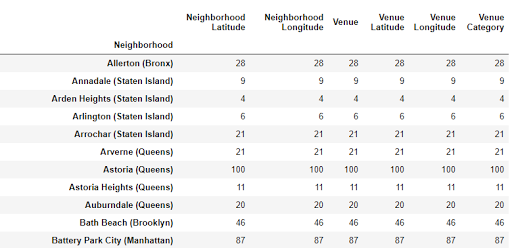 Neighborhood Latitude Neighborhood Longitude Venue Venue Latitude Venue Longitude Venue Category
Neighborhood
Allerton (Bronx) 28 28 28 28 28 28
Annadale (Staten Island) 9 9 9 9 9 9
Arden Heights (Staten Island) 4 4 4 4 4 4
Arlington (Staten Island) 6 6 6 6 6 6
Arrochar (Staten Island) 21 21 21 21 21 21
Arverne (Queens) 21 21 21 21 21 21
Astoria (Queens) 100 100 100 100 100 100
Astoria Heights (Queens) 11 11 11 11 11 11
Auburndale (Queens) 20 20 20 20 20 20
Bath Beach (Brooklyn) 46 46 46 46 46 46
Battery Park City (Manhattan) 87 87 87 87 87 87